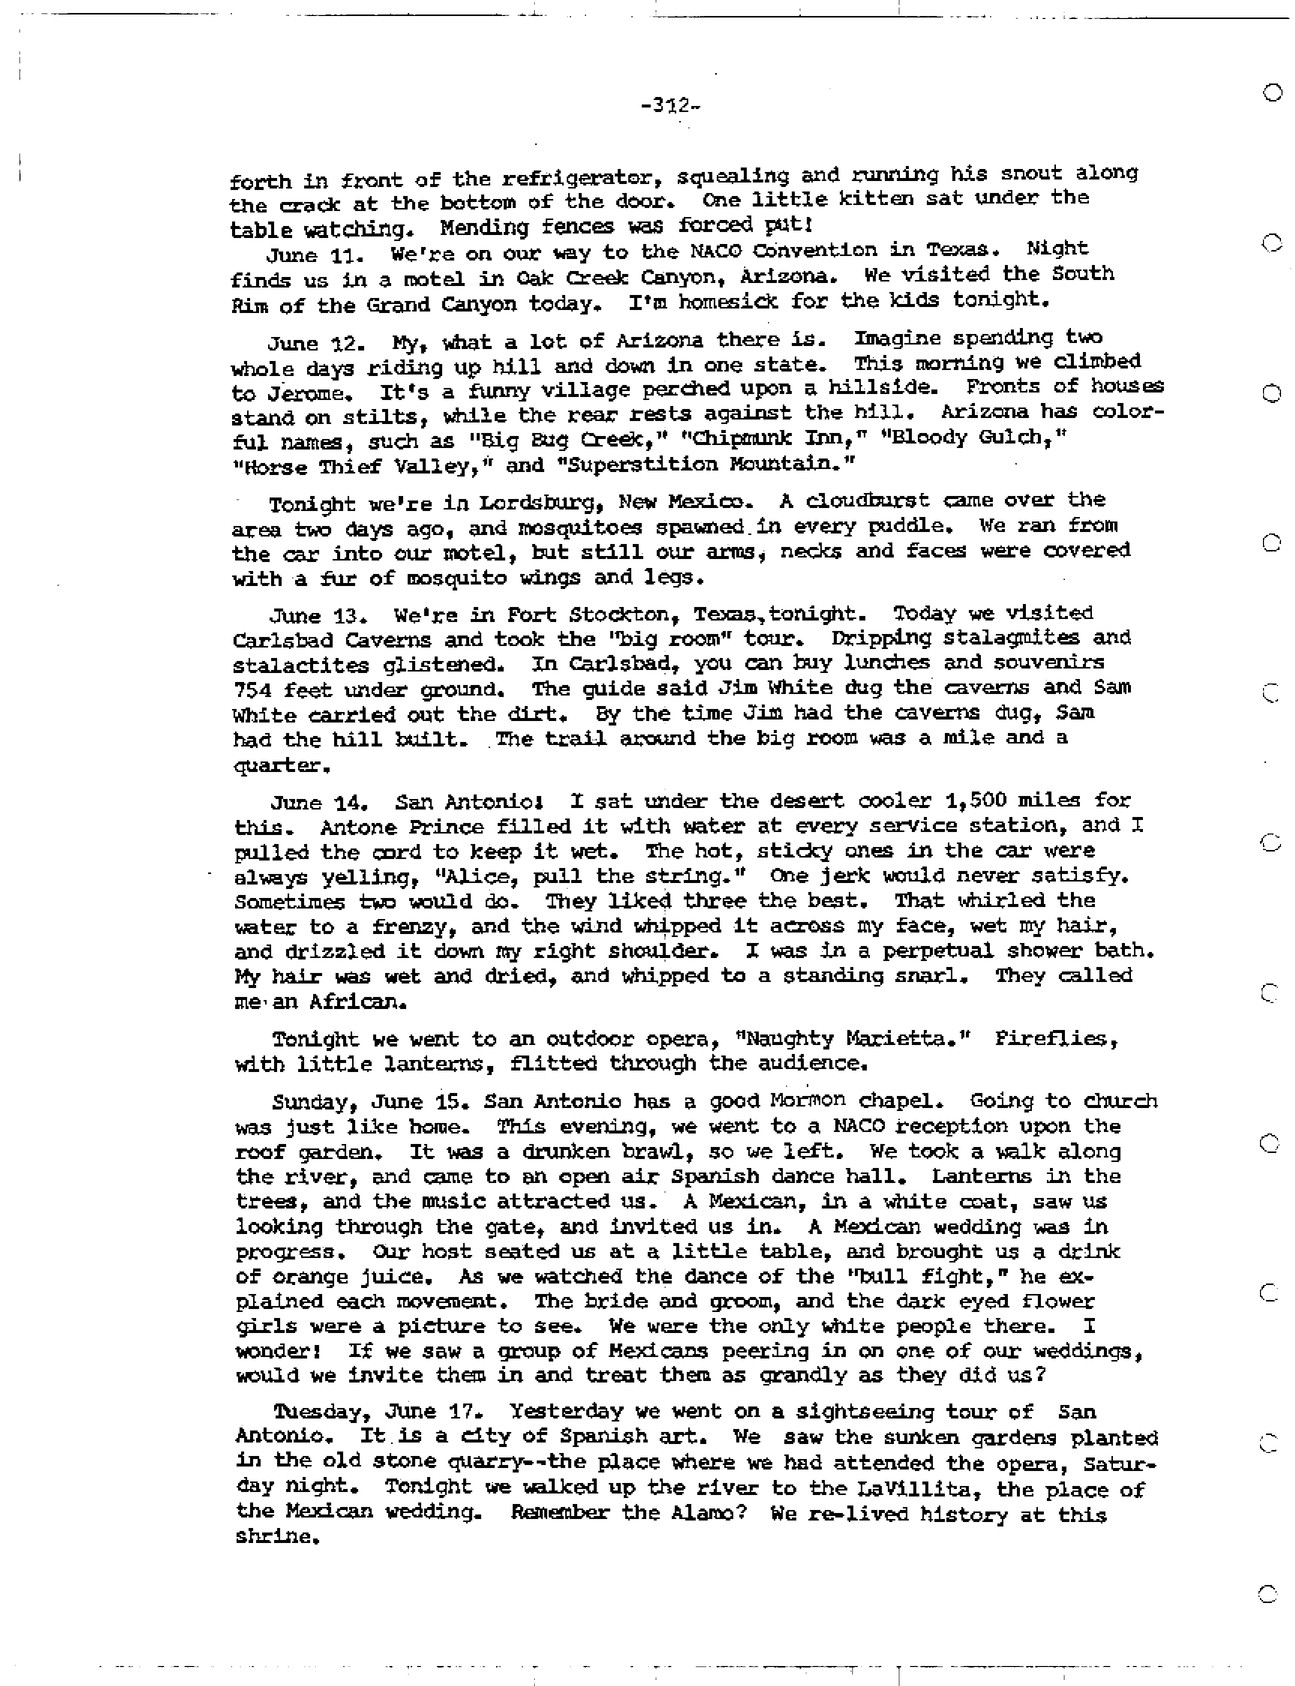 -312-
forth in front of the refrigerator, squealing and running his snout along
the crack at the bottom of the door. One little kitten sat under the
table watching. Mending fences was forced put!
June 11. We're on our way to the NACO Convention in Texas. Night
finds us in a motel in Oak Creek Canyon, Arizona. We visited the South
Rim of the Grand Canyon today. I'm homesick for the kids tonight.
June 12. My, what a lot of Arizona there is. Imagine spending two
whole days riding up hill and down in one state. This morning we climbed
to Jerome. It's a funny village perched upon a hillside. Fronts of houses
stand on stilts, while the rear rests against the hill. Arizona has color-
ful names, such as "Big Bug Creek," "Chipmunk Inn," "Bloody Gulch,"
"Horse Thief Valley," and "Superstition Mountain."
Tonight we're in Lordsburg, New Mexico. A cloudburst came over the
area two days ago, and mosquitoes spawned in every puddle. We ran from
the car into our motel, but still our arms, necks and faces were covered
with a fur of mosquito wings and legs.
June 13. We're in Fort Stockton, Texas, tonight. Today we visited
Carlsbad Caverns and took the "big room" tour. Dripping stalagmites and
stalactites glistened. In Carlsbad, you can buy lunches and souvenirs
754 feet under ground. The guide said Jim White dug the caverns and Sam
White carried out the dirt. By the time Jim had the caverns dug, Sam
had the hill built. The trail around the big room was a mile and a
quarter.
June 14. San Antonio! I sat under the desert cooler 1,500 miles for
this. Antone Prince filled it with water at every service station, and I
pulled the cord to keep it wet. The hot, sticky ones in the car were
always yelling, "Alice, pull the string." One jerk would never satisfy.
Sometimes two would do. They liked three the best. That whirled the
water to a frenzy, and the wind whipped it across my face, wet my hair,
and drizzled it down my right shoulder. I was in a perpetual shower bath.
My hair was wet and dried, and whipped to a standing snarl. They called
me an African.
Tonight we went to an outdoor opera, "Naughty Marietta." Fireflies,
with little lanterns, flitted through the audience.
Sunday, June 15. San Antonio has a good Mormon chapel. Going to church
was just like home. This evening, we went to a NACO reception upon the
roof garden. It was a drunken brawl, so we left. We took a walk along
the river, and came to an open air Spanish dance hall. Lanterns in the
trees, and the music attracted us. A Mexican, in a white coat, saw us
looking through the gate, and invited us in. A Mexican wedding was in
progress. Our host seated us at a little table, and brought us a drink
of orange juice. As we watched the dance of the "bull fight," he ex-
plained each movement. The bride and groom, and the dark eyed flower
girls were a picture to see. We were the only white people there. I
wonder! If we saw a group of Mexicans peering in on one of our weddings,
would we invite them in and treat them as grandly as they did us?
Tuesday, June 17. Yesterday we went on a sightseeing tour of San
Antonio. It is a city of Spanish art. We saw the sunken gardens planted
in the old stone quarry--the place where we had attended the opera, Satur-
day night. Tonight we walked up the river to the LaVillita, the place of
the Mexican wedding. Remember the Alamo? We re-lived history at this
shrine.